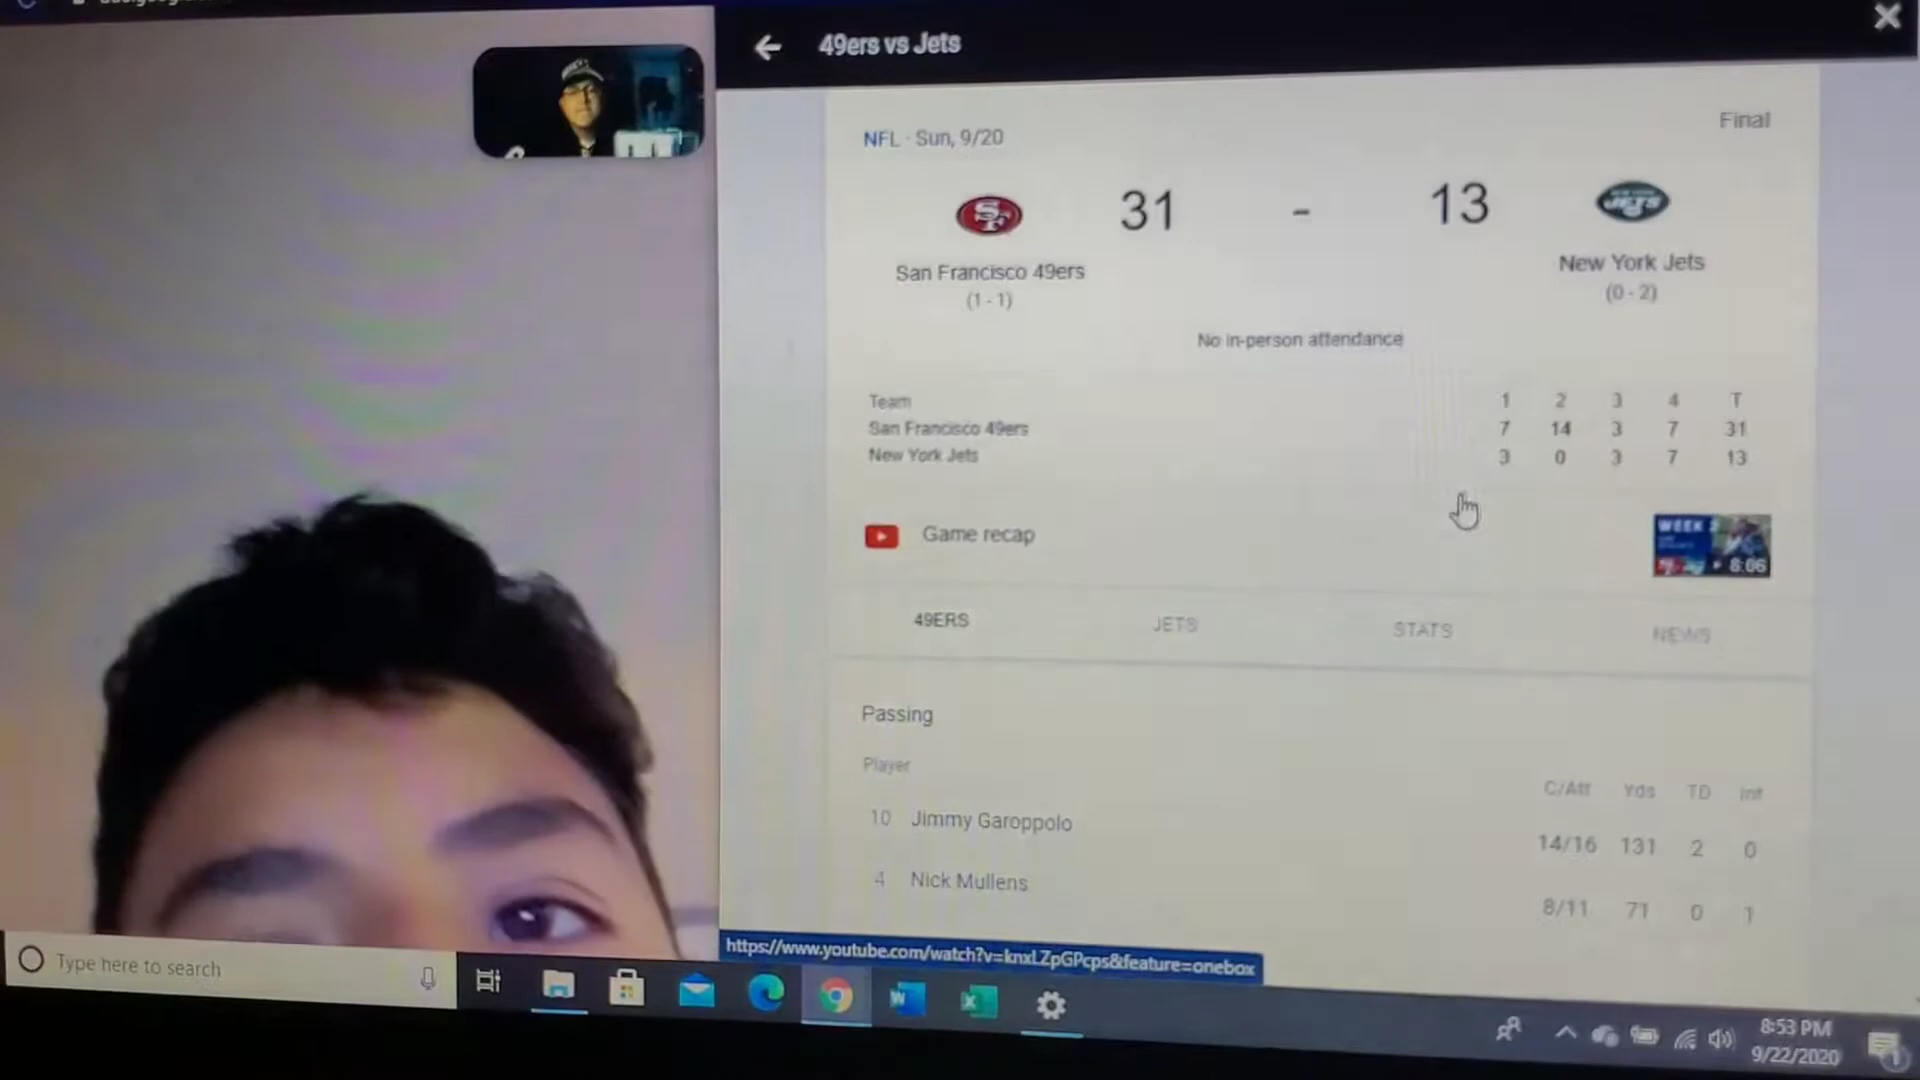 49ers vs Jets
NFL · Sun, 9/20
Final
31 - 13
San Francisco 49ers
(1 - 1)
New York Jets
(0 - 2)
No in-person attendance
Team 1 2 3 4 T
San Francisco 49ers 7 14 3 7 31
New York Jets 3 0 3 7 13
Game recap
WEEK 2
8:06
49ERS JETS STATS NEWS
Passing
Player C/Att Yds TD Int
10 Jimmy Garoppolo 14/16 131 2 0
4 Nick Mullens 8/11 71 0 1
https://www.youtube.com/watch?v=knxLZpGPcps&feature=onebox
Type here to search
8:53 PM
9/22/2020